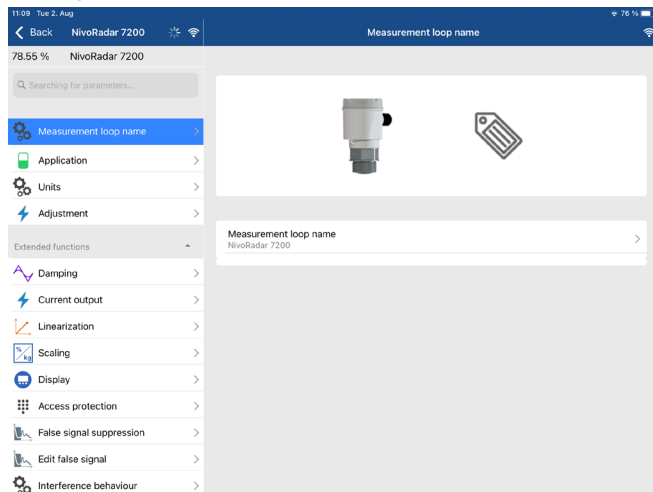 11:09 Tue 2. Aug
76 %
Back NivoRadar 7200
Measurement loop name
78.55 % NivoRadar 7200
Searching for parameters...
Measurement loop name
Application
Units
Adjustment
Extended functions
Damping
Current output
Linearization
% kg Scaling
Display
Access protection
False signal suppression
Edit false signal
Interference behaviour
Measurement loop name
NivoRadar 7200